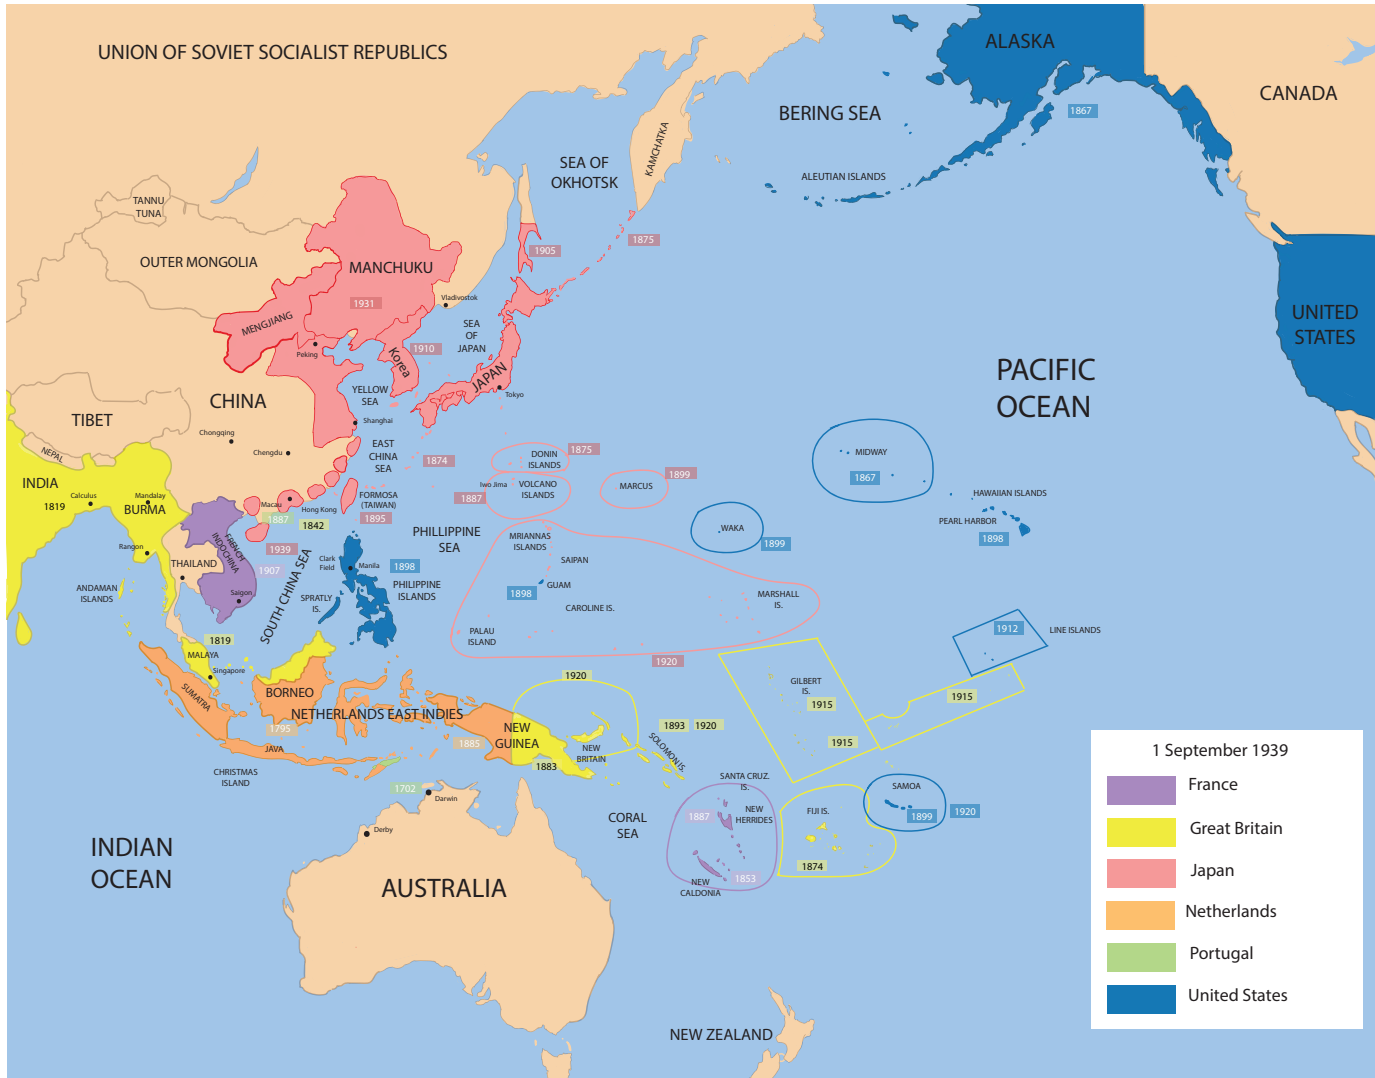 UNION OF SOVIET SOCIALIST REPUBLICS
ALASKA
CANADA
BERING SEA
1867
KAMCHATKA
SEA OF
OKHOTSK
ALEUTIAN ISLANDS
TANNU
TUNA
OUTER MONGOLIA
MANCHUKU
1905
1875
1931
Vladivostok
MENGJIANG
SEA
OF
JAPAN
UNITED
STATES
Peking
Korea
1910
JAPAN
Tokyo
PACIFIC
OCEAN
YELLOW
SEA
CHINA
TIBET
Shanghai
Chongqing
Chengdu
NEPAL
EAST
CHINA
SEA
1874
DONIN
ISLANDS
1875
MIDWAY
1867
INDIA
1819
Calculus
Mandalay
BURMA
Macau
1887
Hong Kong
1842
FORMOSA
(TAIWAN)
1895
Iwo Jima
VOLCANO
ISLANDS
1887
MARCUS
1899
HAWAIIAN ISLANDS
PEARL HARBOR
1898
WAKA
1899
PHILLIPPINE
SEA
MRIANNAS
ISLANDS
SAIPAN
GUAM
1898
Rangon
FRENCH
INDOCHINA
1939
1907
THAILAND
Clark
Field
Manila
1898
PHILIPPINE
ISLANDS
ANDAMAN
ISLANDS
Saigon
SOUTH CHINA SEA
SPRATLY
IS.
CAROLINE IS.
MARSHALL
IS.
PALAU
ISLAND
1920
1912
LINE ISLANDS
1819
MALAYA
Singapore
SUMATRA
BORNEO
1795
NETHERLANDS EAST INDIES
1920
GILBERT
IS.
1915
1915
1915
JAVA
1885
NEW
GUINEA
1883
NEW
BRITAIN
1893
1920
SOLOMON IS.
CHRISTMAS
ISLAND
1702
Darwin
Derby
SANTA CRUZ.
IS.
SAMOA
1899
1920
CORAL
SEA
1887
NEW
HERRIDES
FIJI IS.
1874
1853
NEW
CALDONIA
INDIAN
OCEAN
AUSTRALIA
NEW ZEALAND
1 September 1939
France
Great Britain
Japan
Netherlands
Portugal
United States